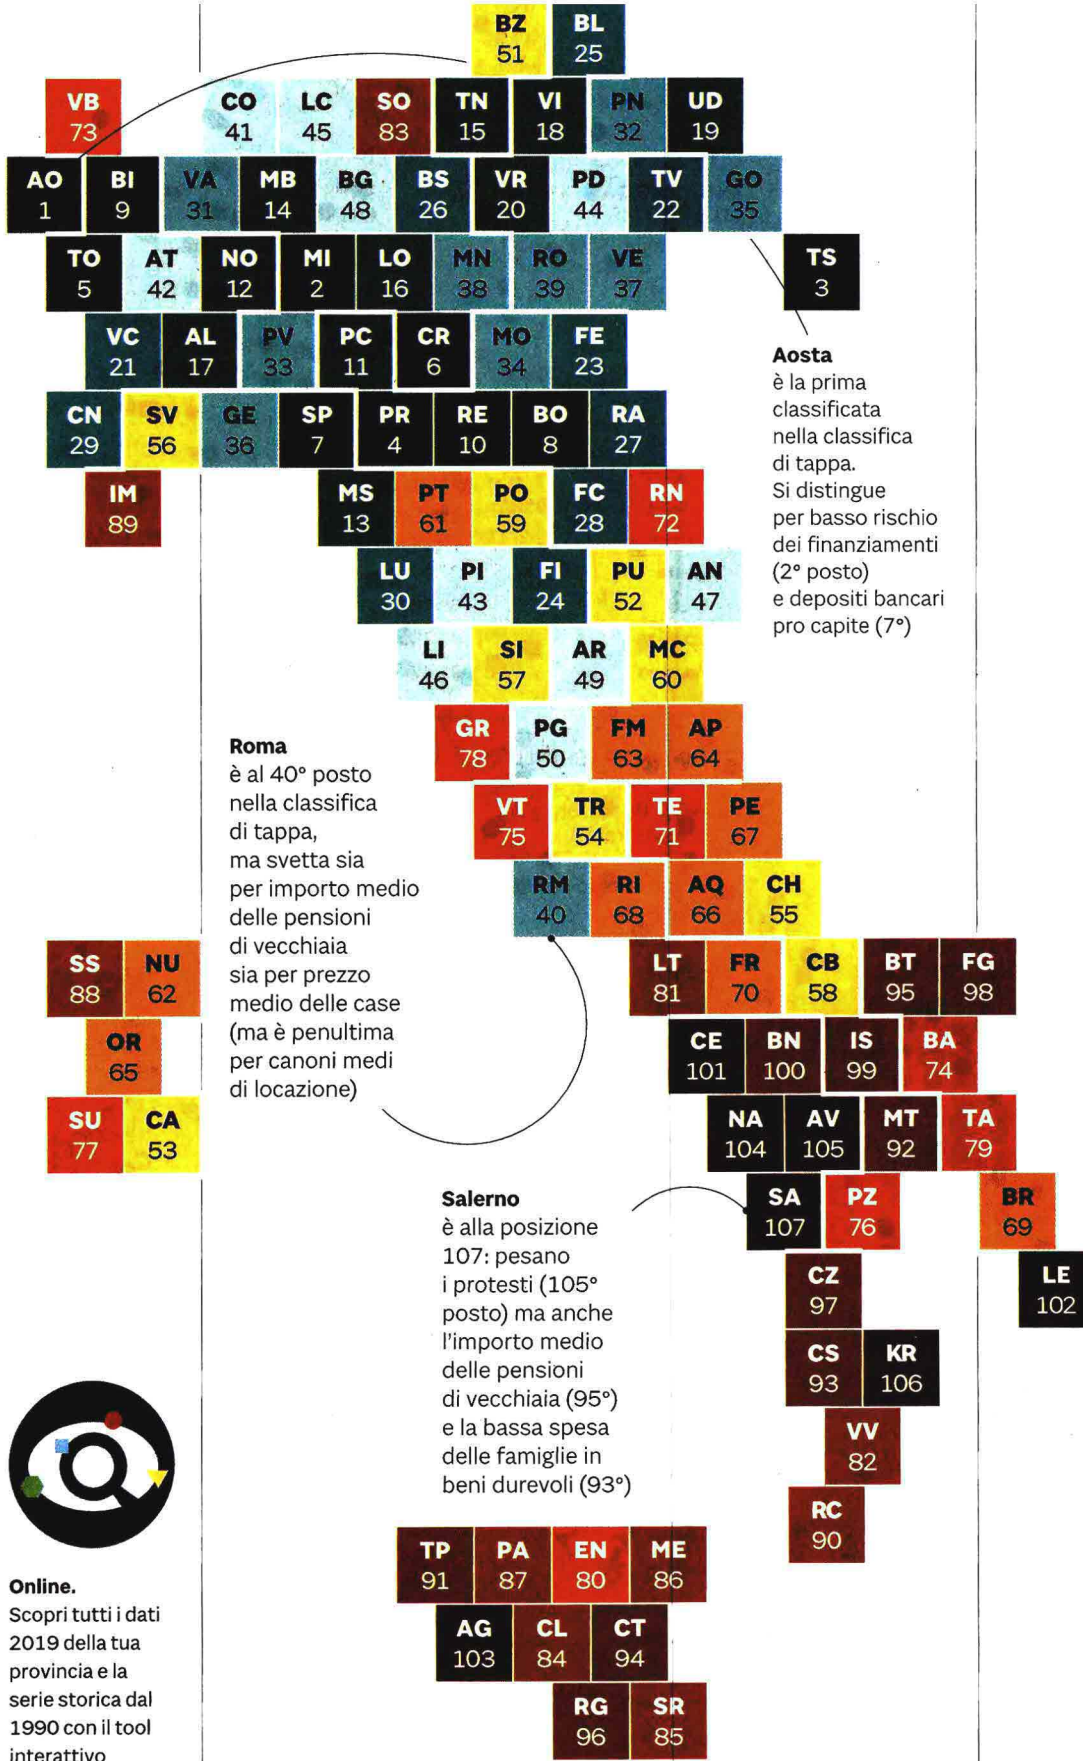 BZ BL
51 25
VB CO LC SO TN VI PN UD
73 41 45 83 15 18 32 19
AO BI VA MB BG BS VR PD TV GO
1 9 31 14 48 26 20 44 22 35
TO AT NO MI LO MN RO VE TS
5 42 12 2 16 38 39 37 3
VC AL PV PC CR MO FE
21 17 33 11 6 34 23
CN SV GE SP PR RE BO RA
29 56 36 7 4 10 8 27
IM MS PT PO FC RN
89 13 61 59 28 72
LU PI FI PU AN
30 43 24 52 47
LI SI AR MC
46 57 49 60
GR PG FM AP
78 50 63 64
VT TR TE PE
75 54 71 67
RM RI AQ CH
40 68 66 55
SS NU LT FR CB BT FG
88 62 81 70 58 95 98
OR CE BN IS BA
65 101 100 99 74
SU CA NA AV MT TA
77 53 104 105 92 79
SA PZ BR
107 76 69
CZ LE
97 102
CS KR
93 106
VV
82
RC
90
TP PA EN ME
91 87 80 86
AG CL CT
103 84 94
RG SR
96 85
Aosta
è la prima
classificata
nella classifica
di tappa.
Si distingue
per basso rischio
dei finanziamenti
(2° posto)
e depositi bancari
pro capite (7°)
Roma
è al 40° posto
nella classifica
di tappa,
ma svetta sia
per importo medio
delle pensioni
di vecchiaia
sia per prezzo
medio delle case
(ma è penultima
per canoni medi
di locazione)
Salerno
è alla posizione
107: pesano
i protesti (105°
posto) ma anche
l'importo medio
delle pensioni
di vecchiaia (95°)
e la bassa spesa
delle famiglie in
beni durevoli (93°)
Online.
Scopri tutti i dati
2019 della tua
provincia e la
serie storica dal
1990 con il tool
interattivo